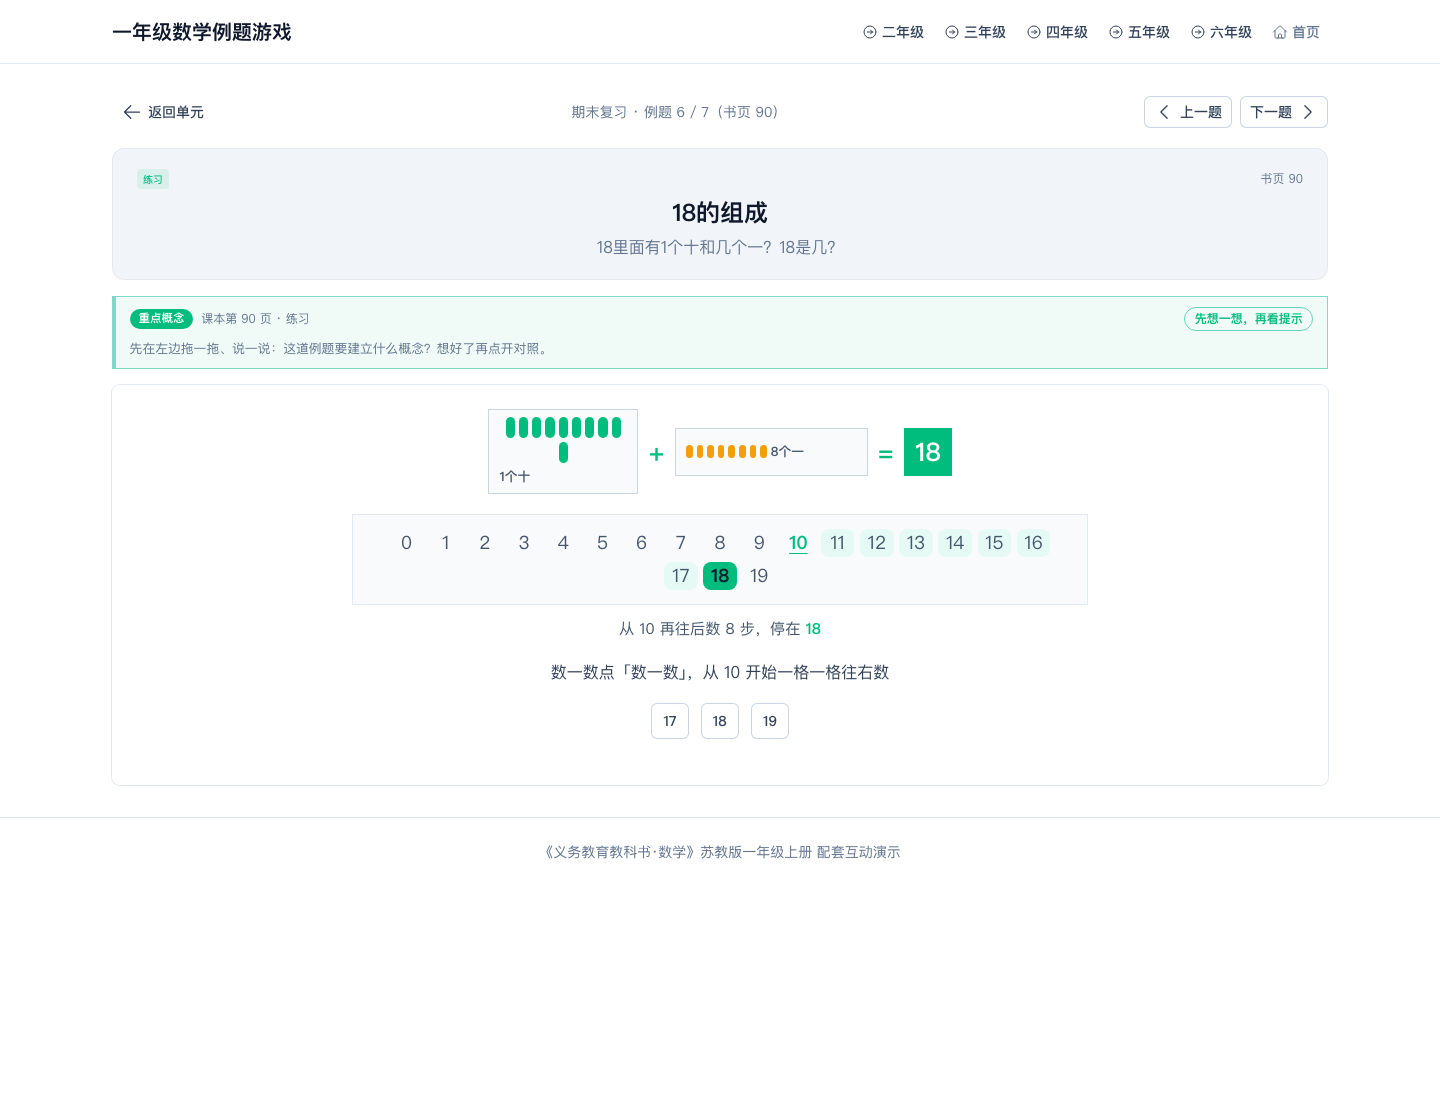 一年级数学例题游戏
二年级 三年级 四年级 五年级 六年级 首页
返回单元
期末复习 · 例题 6 / 7（书页 90）
上一题 下一题
练习
书页 90
18的组成
18里面有1个十和几个一？18是几？
重点概念 课本第 90 页 · 练习
先想一想，再看提示
先在左边拖一拖、说一说：这道例题要建立什么概念？想好了再点开对照。
1个十
+
8个一
=
18
0 1 2 3 4 5 6 7 8 9 10 11 12 13 14 15 16
17 18 19
从 10 再往后数 8 步，停在 18
数一数点「数一数」，从 10 开始一格一格往右数
17 18 19
《义务教育教科书·数学》苏教版一年级上册 配套互动演示